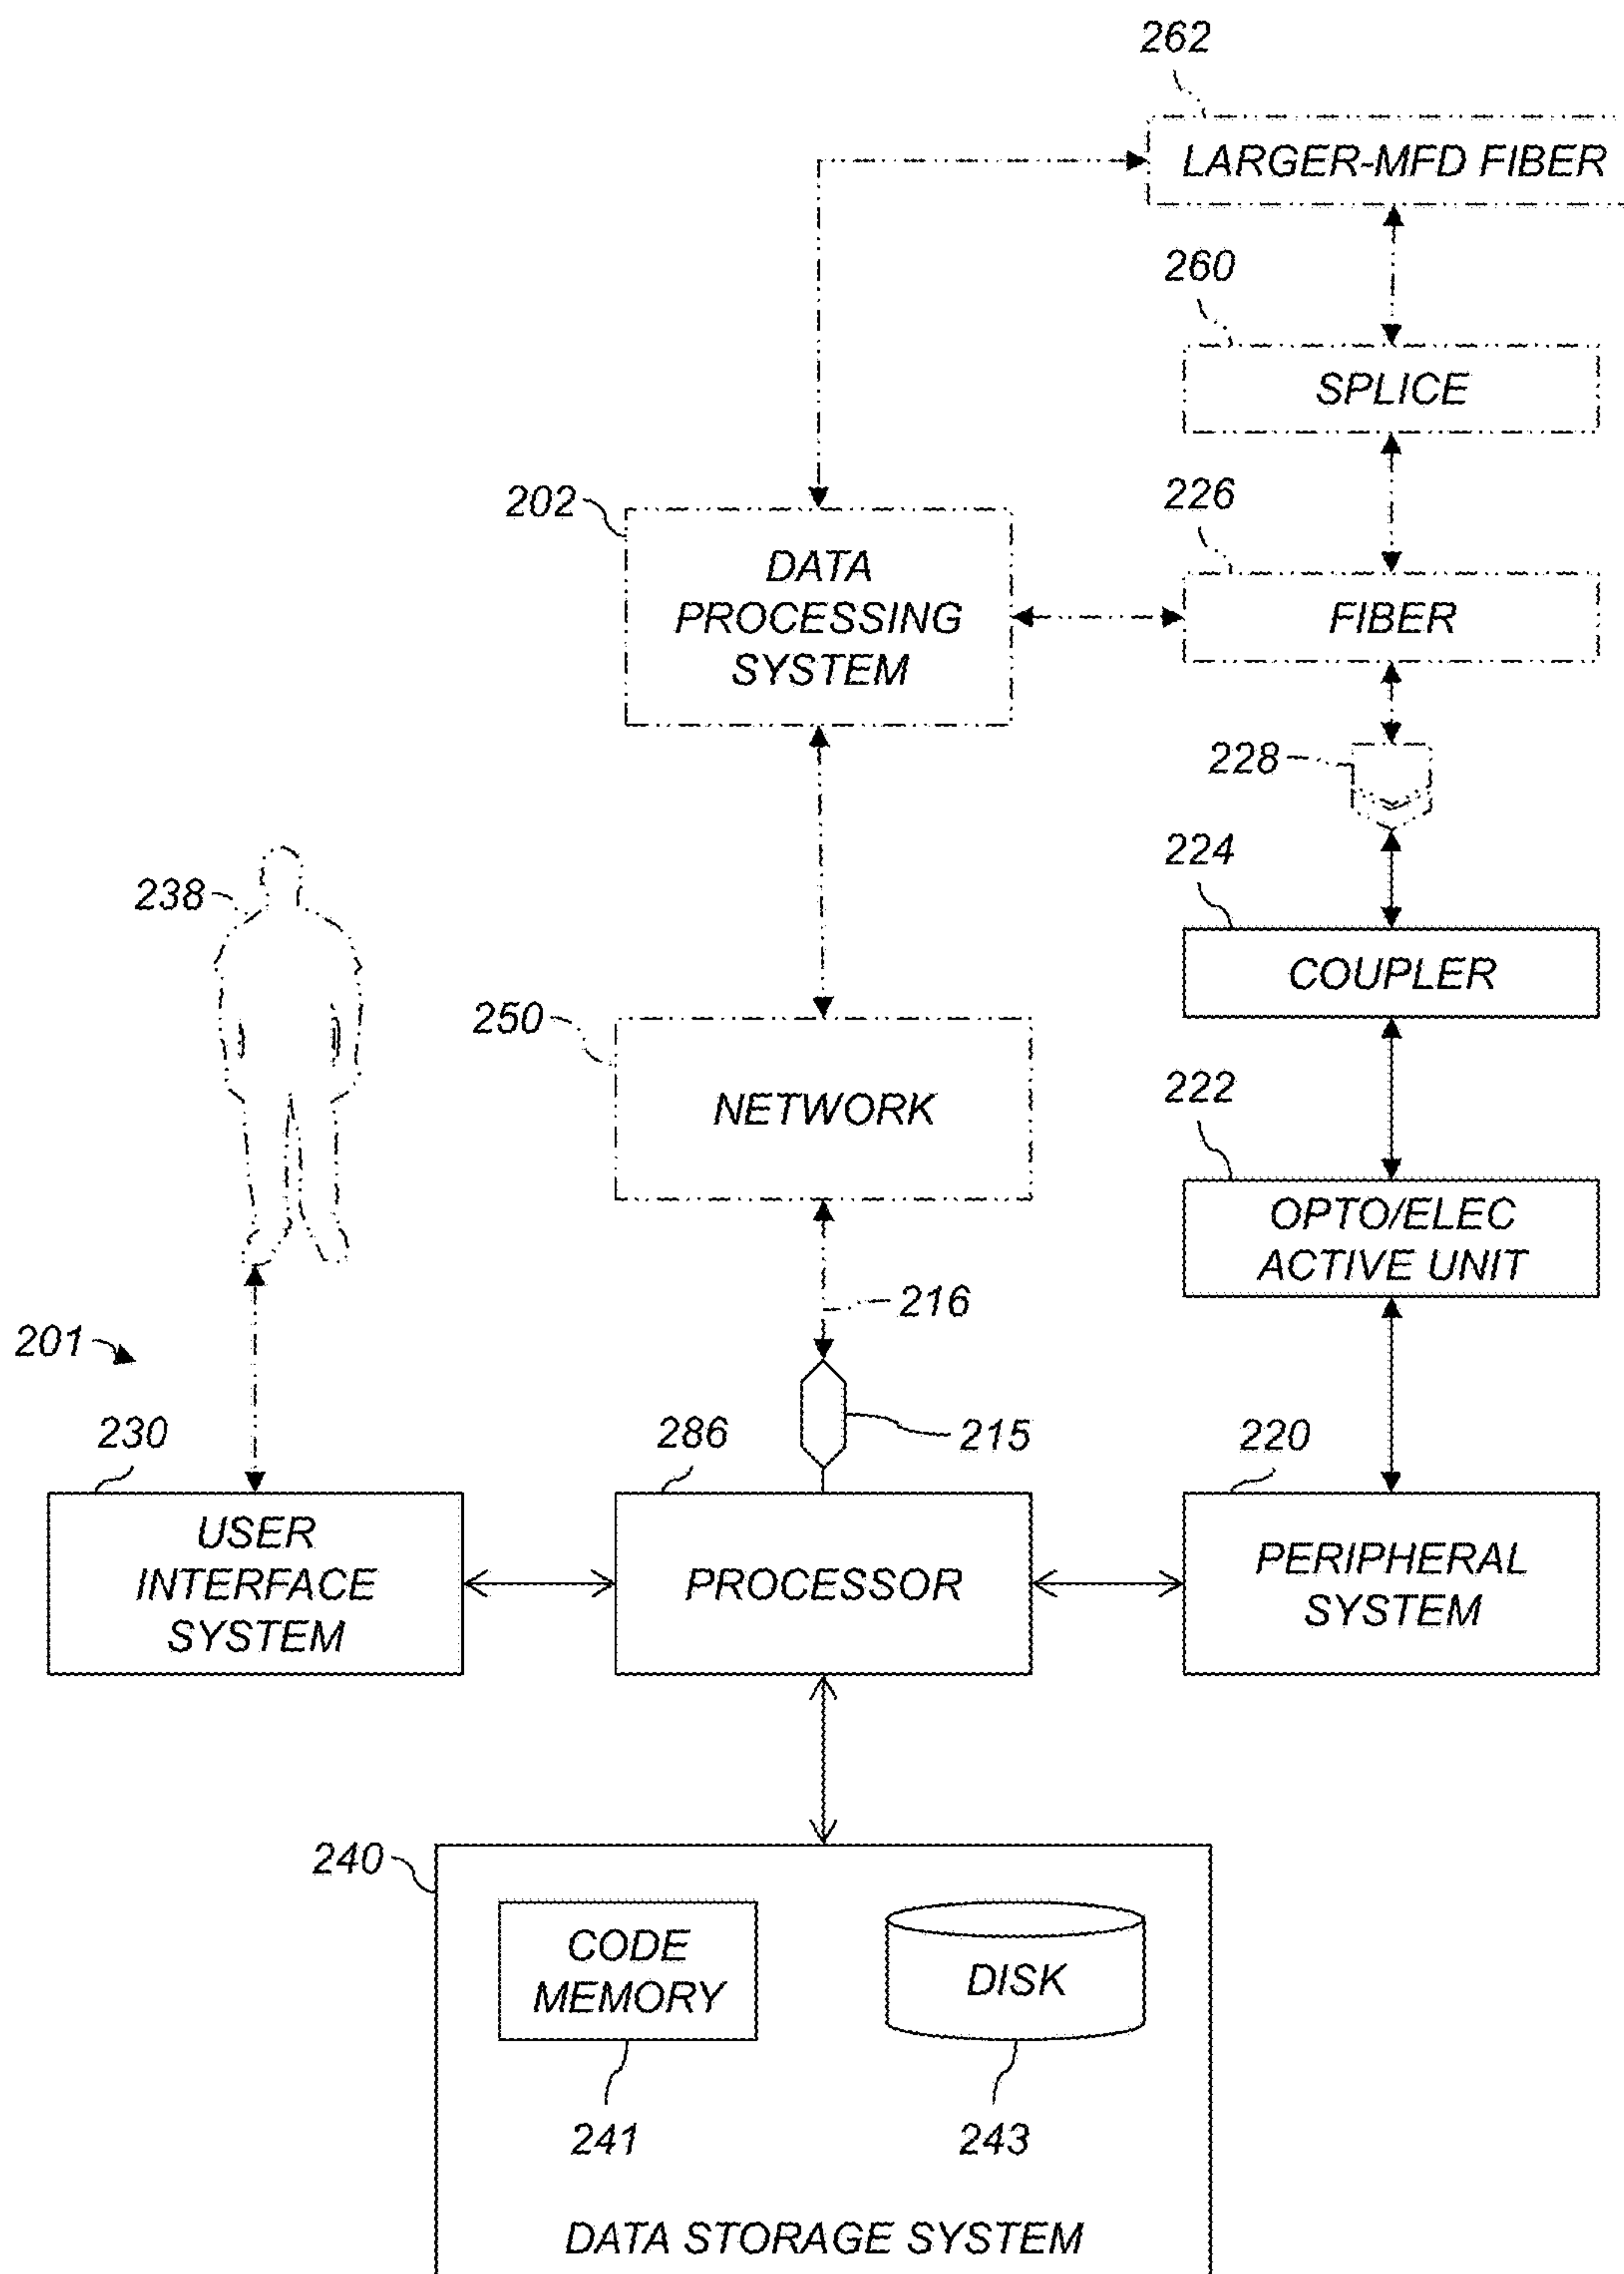 262
LARGER-MFD FIBER
260
SPLICE
202
226
DATA
PROCESSING
SYSTEM
FIBER
228
224
238
COUPLER
250
222
NETWORK
OPTO/ELEC
ACTIVE UNIT
216
201
230
286
215
220
USER
INTERFACE
SYSTEM
PROCESSOR
PERIPHERAL
SYSTEM
240
CODE
MEMORY
DISK
241
243
DATA STORAGE SYSTEM